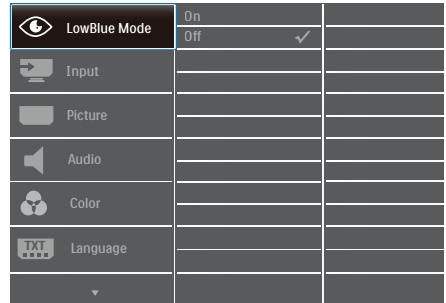 LowBlue Mode
On
Off
Input
Picture
Audio
Color
TXT
Language